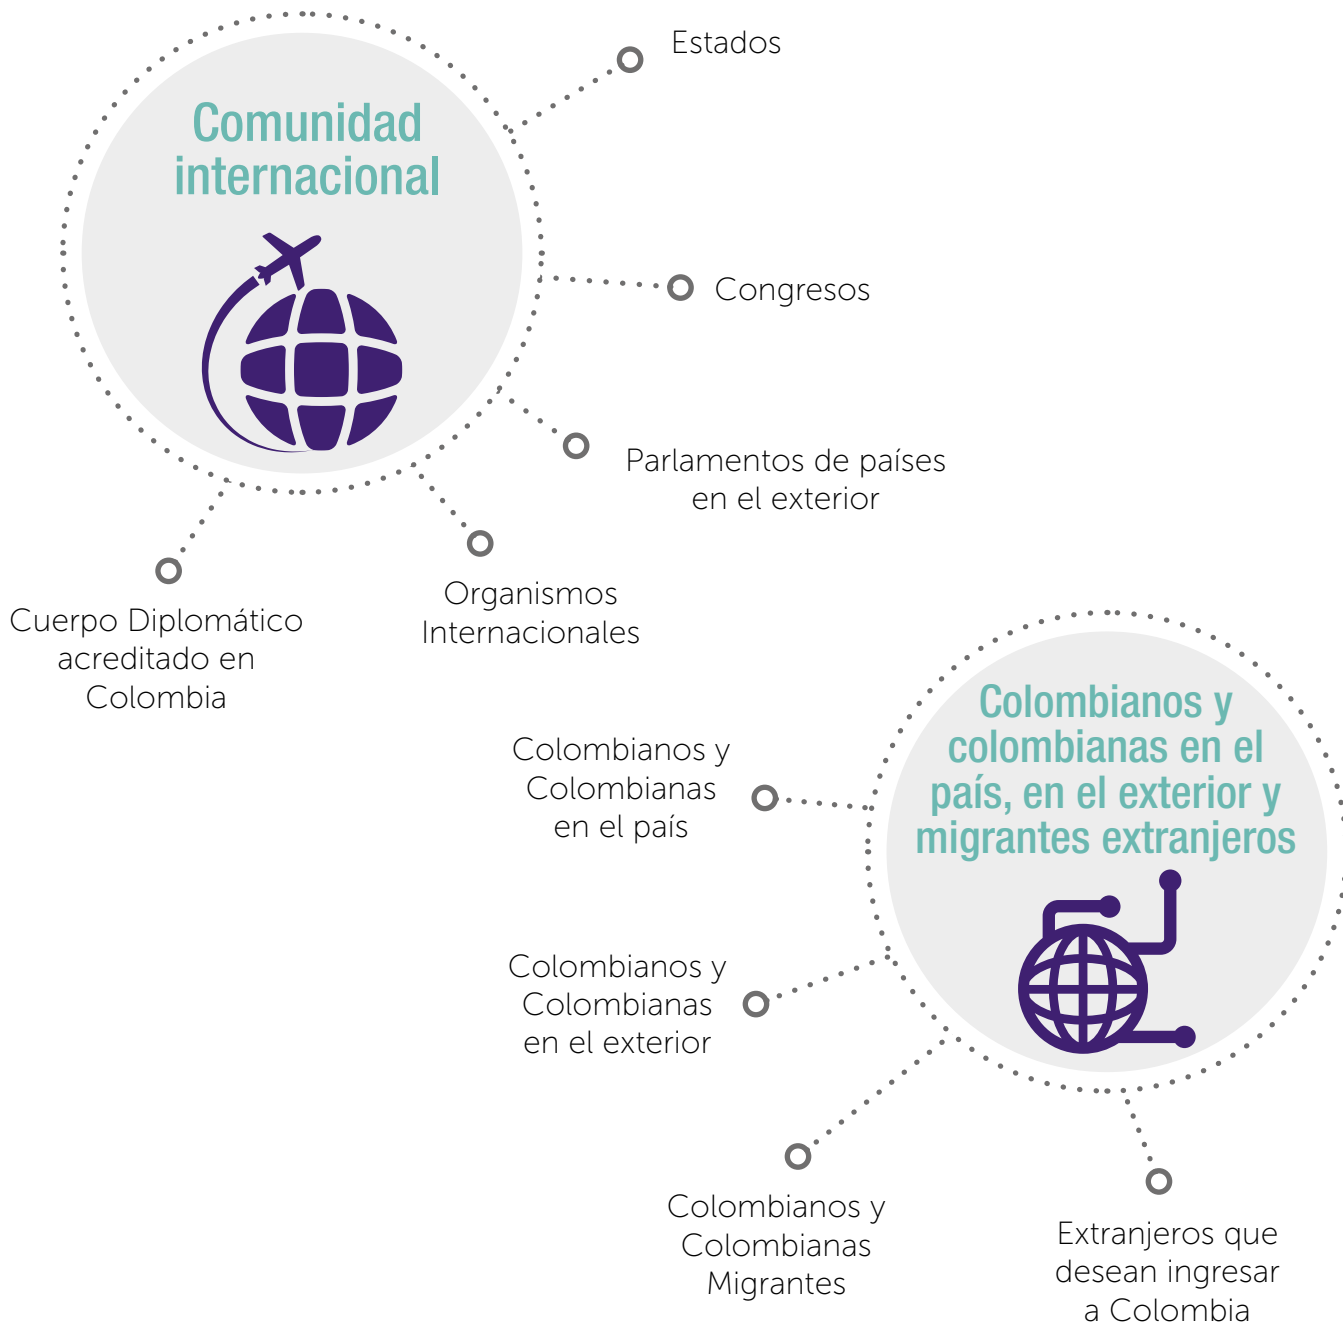 Comunidad
internacional
Estados
Congresos
Parlamentos de países
en el exterior
Organismos
Internacionales
Cuerpo Diplomático
acreditado en
Colombia
Colombianos y
colombianas en el
país, en el exterior y
migrantes extranjeros
Colombianos y
Colombianas
en el país
Colombianos y
Colombianas
en el exterior
Colombianos y
Colombianas
Migrantes
Extranjeros que
desean ingresar
a Colombia